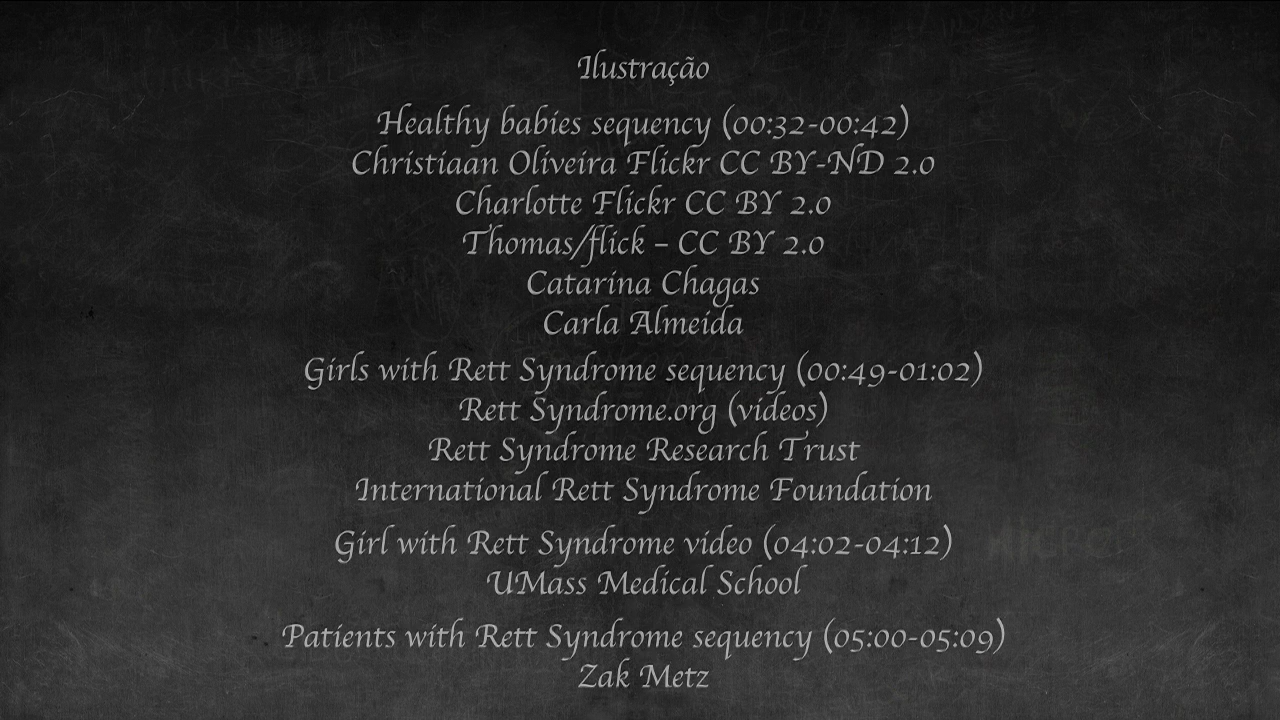 Ilustração
Healthy babies sequency (00:32-00:42)
Christiaan Oliveira Flickr CC BY-ND 2.0
Charlotte Flickr CC BY 2.0
Thomas/flick – CC BY 2.0
Catarina Chagas
Carla Almeida
Girls with Rett Syndrome sequency (00:49-01:02)
Rett Syndrome.org (videos)
Rett Syndrome Research Trust
International Rett Syndrome Foundation
Girl with Rett Syndrome video (04:02-04:12)
UMass Medical School
Patients with Rett Syndrome sequency (05:00-05:09)
Zak Metz